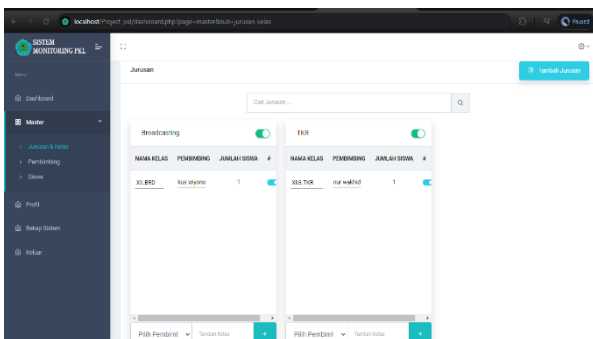 localhost/Project_pkl/dashboard.php?page=master&sub=jurusan_kelas
Paused
SISTEM
MONITORING PKL
Menu
Dashboard
Master
Jurusan & Kelas
Pembimbing
Siswa
Profil
Rekap Sistem
Keluar
Jurusan
Tambah Jurusan
Cari Jurusan...
Broadcasting
NAMA KELAS PEMBIMBING JUMLAH SISWA #
XII.BRD kus wiyono 1
Pilih Pembimt Tambah Kelas +
TKR
NAMA KELAS PEMBIMBING JUMLAH SISWA #
XIII.TKR nur wakhid 1
Pilih Pembimt Tambah Kelas +